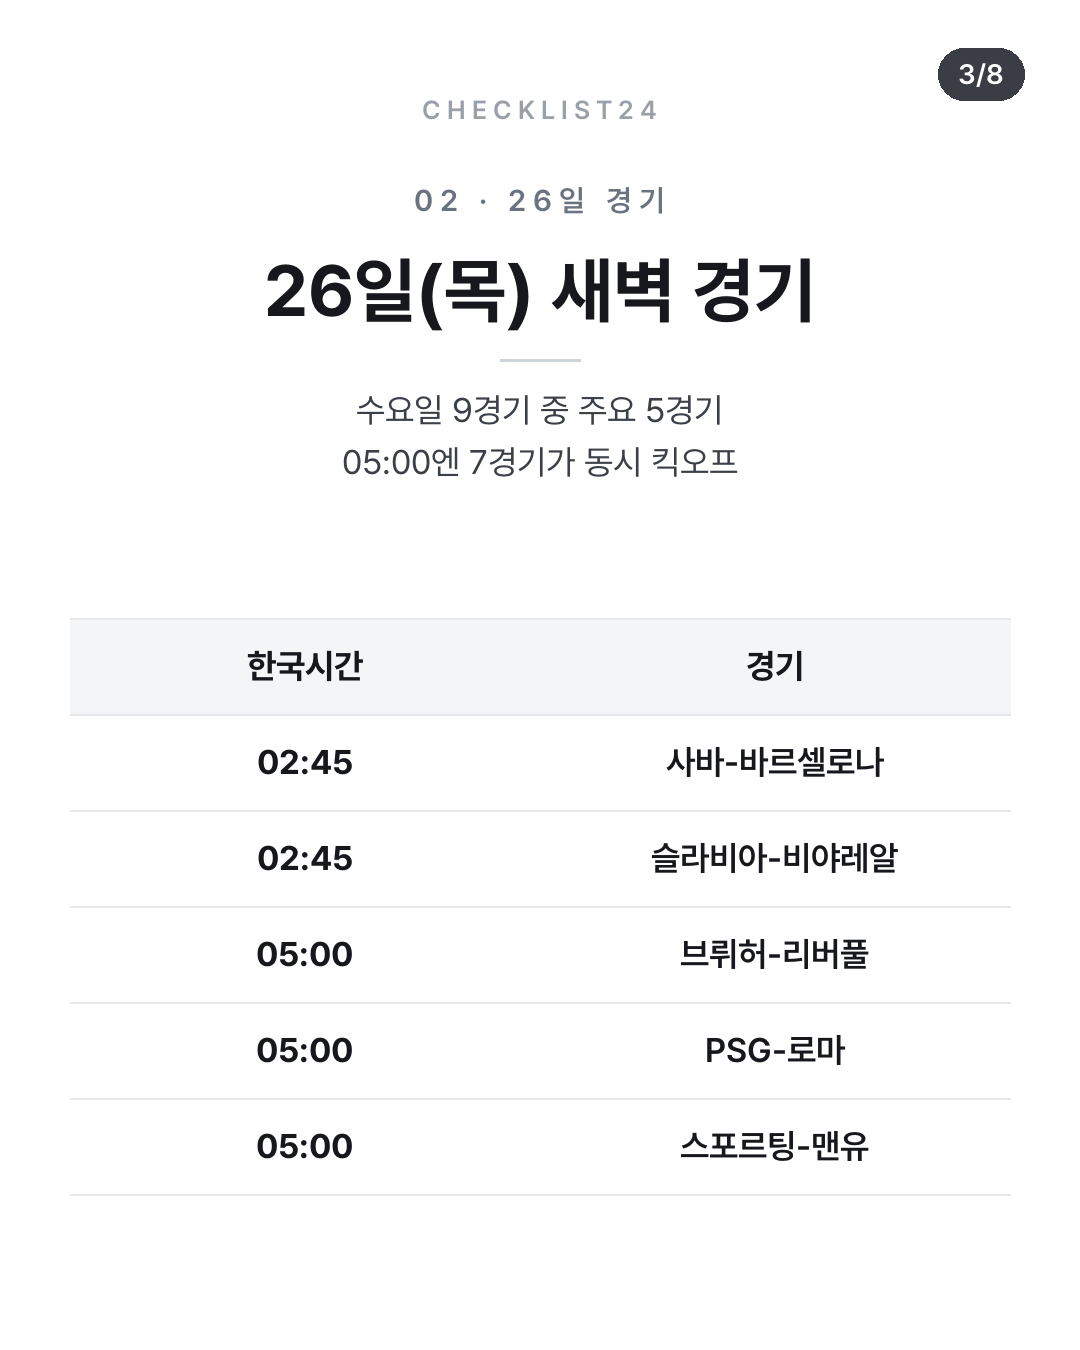 3/8
CHECKLIST24
02 · 26일 경기
26일(목) 새벽 경기
수요일 9경기 중 주요 5경기
05:00엔 7경기가 동시 킥오프
한국시간 경기
02:45 사바-바르셀로나
02:45 슬라비아-비야레알
05:00 브뤼허-리버풀
05:00 PSG-로마
05:00 스포르팅-맨유